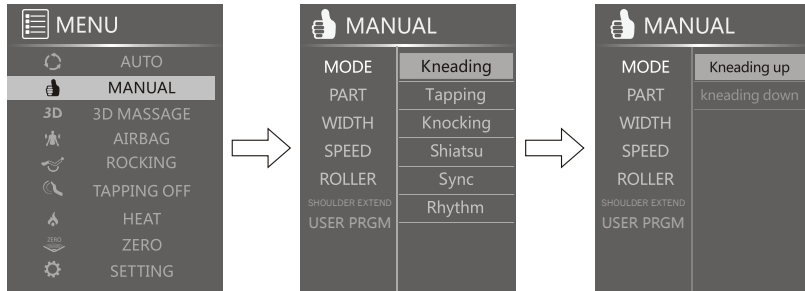 MENU
AUTO
MANUAL
3D 3D MASSAGE
AIRBAG
ROCKING
TAPPING OFF
HEAT
ZERO ZERO
SETTING
MANUAL
MODE
PART
WIDTH
SPEED
ROLLER
SHOULDER EXTEND
USER PRGM
Kneading
Tapping
Knocking
Shiatsu
Sync
Rhythm
MANUAL
MODE
PART
WIDTH
SPEED
ROLLER
SHOULDER EXTEND
USER PRGM
Kneading up
kneading down